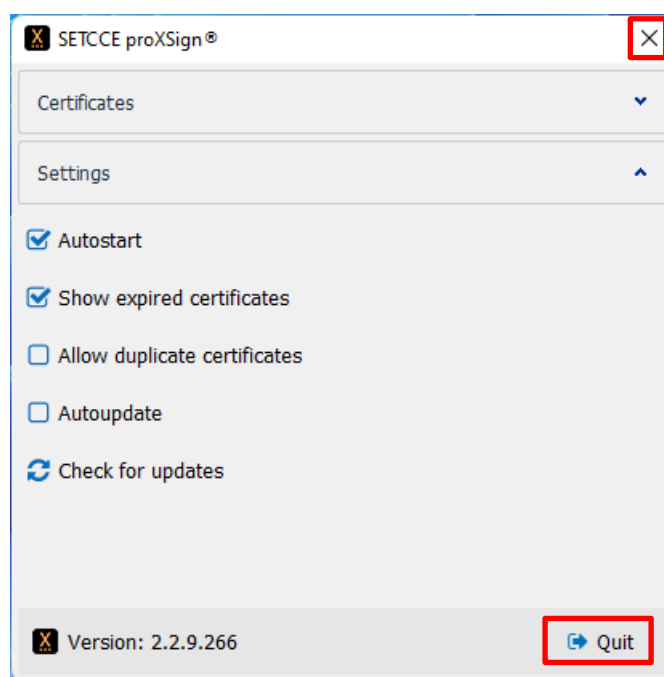 SETCCE proXSign®
Certificates
Settings
Autostart
Show expired certificates
Allow duplicate certificates
Autoupdate
Check for updates
Version: 2.2.9.266
Quit